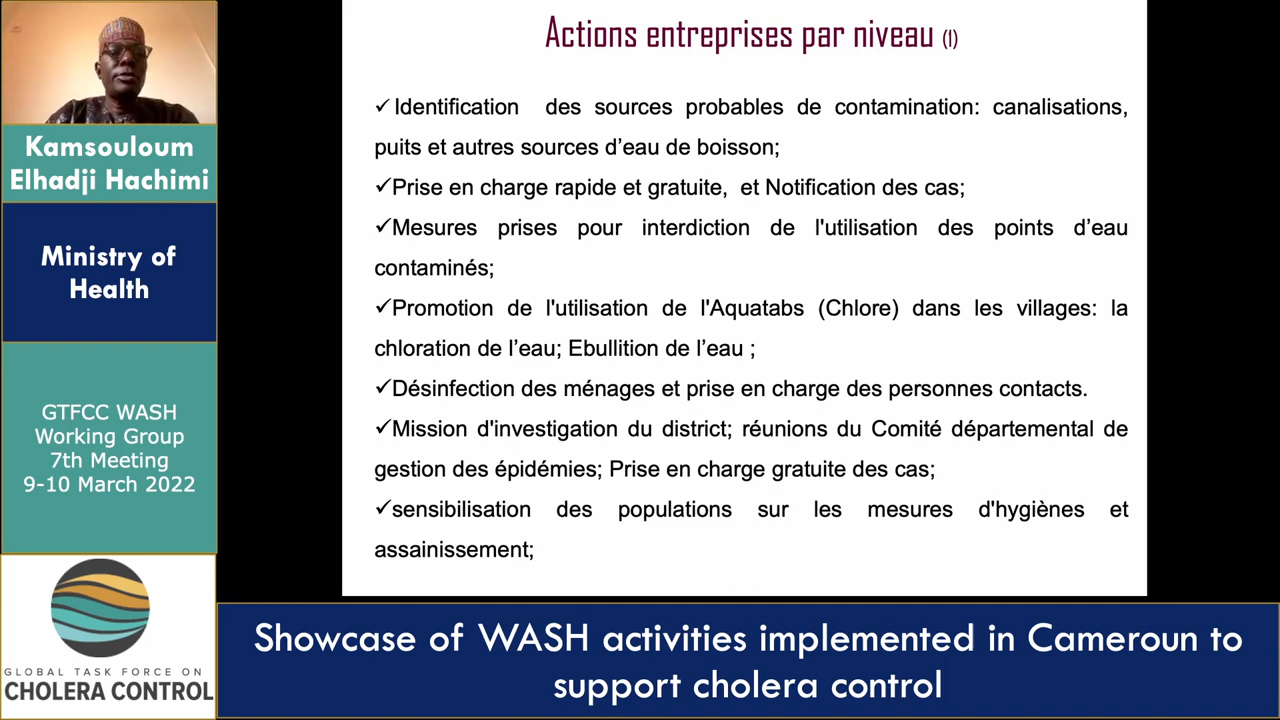 Kamsouloum
Elhadji Hachimi
Ministry of
Health
GTFCC WASH
Working Group
7th Meeting
9-10 March 2022
GLOBAL TASK FORCE ON
CHOLERA CONTROL
Actions entreprises par niveau (1)
✓Identification des sources probables de contamination: canalisations,
puits et autres sources d’eau de boisson;
✓Prise en charge rapide et gratuite, et Notification des cas;
✓Mesures prises pour interdiction de l'utilisation des points d’eau
contaminés;
✓Promotion de l'utilisation de l'Aquatabs (Chlore) dans les villages: la
chloration de l’eau; Ebullition de l’eau ;
✓Désinfection des ménages et prise en charge des personnes contacts.
✓Mission d'investigation du district; réunions du Comité départemental de
gestion des épidémies; Prise en charge gratuite des cas;
✓sensibilisation des populations sur les mesures d'hygiènes et
assainissement;
Showcase of WASH activities implemented in Cameroun to
support cholera control